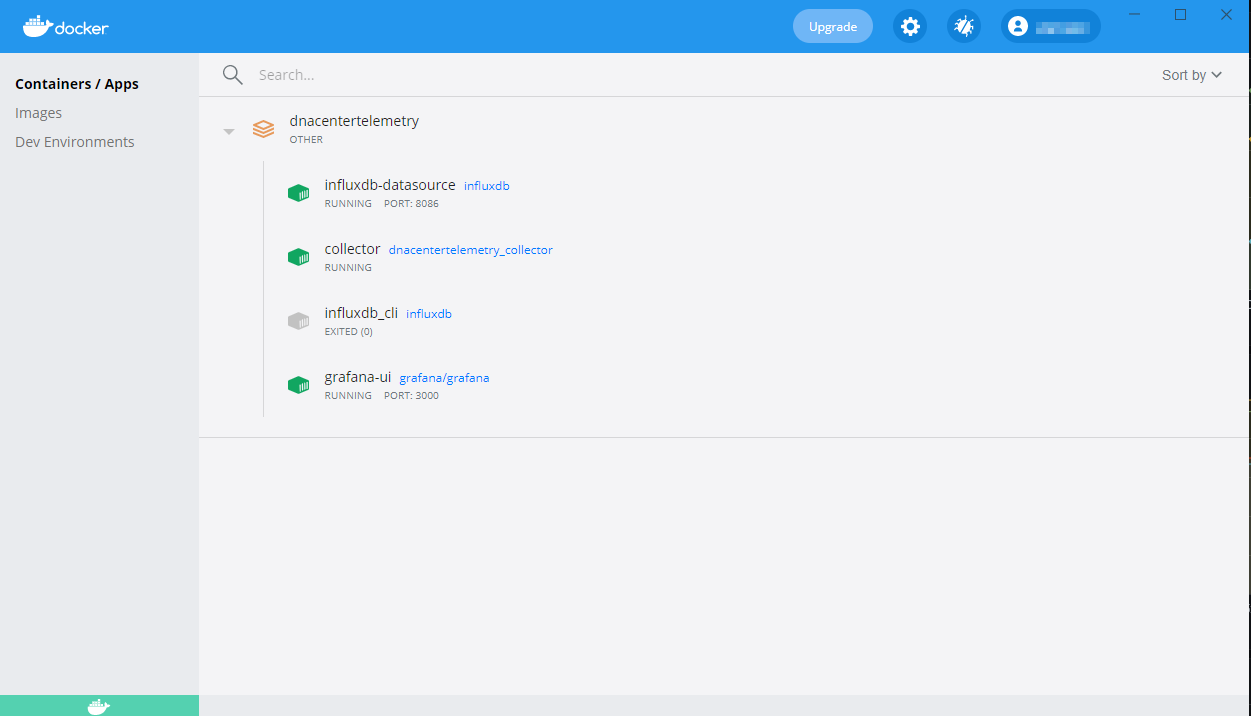 docker
Upgrade
Containers / Apps
Images
Dev Environments
Search...
Sort by
dnacentertelemetry
OTHER
influxdb-datasource influxdb
RUNNING PORT: 8086
collector dnacentertelemetry_collector
RUNNING
influxdb_cli influxdb
EXITED (0)
grafana-ui grafana/grafana
RUNNING PORT: 3000